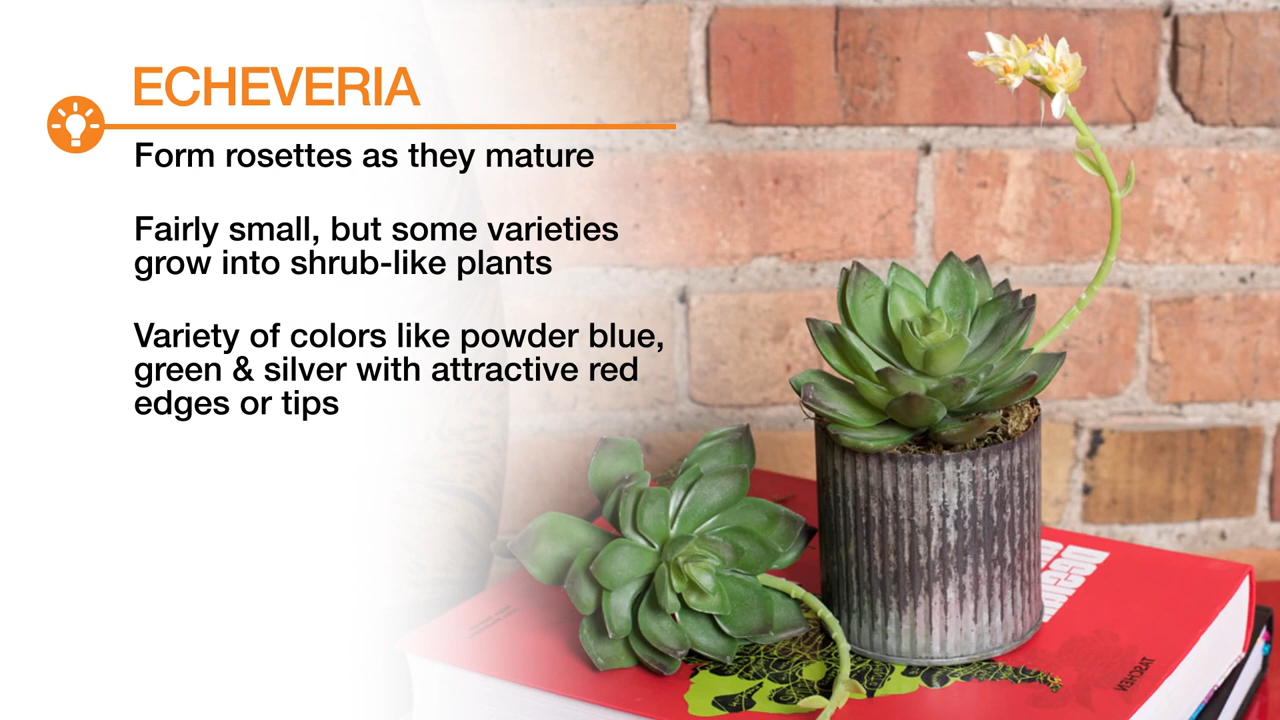 ECHEVERIA
Form rosettes as they mature
Fairly small, but some varieties
grow into shrub-like plants
Variety of colors like powder blue,
green & silver with attractive red
edges or tips
TASCHEN